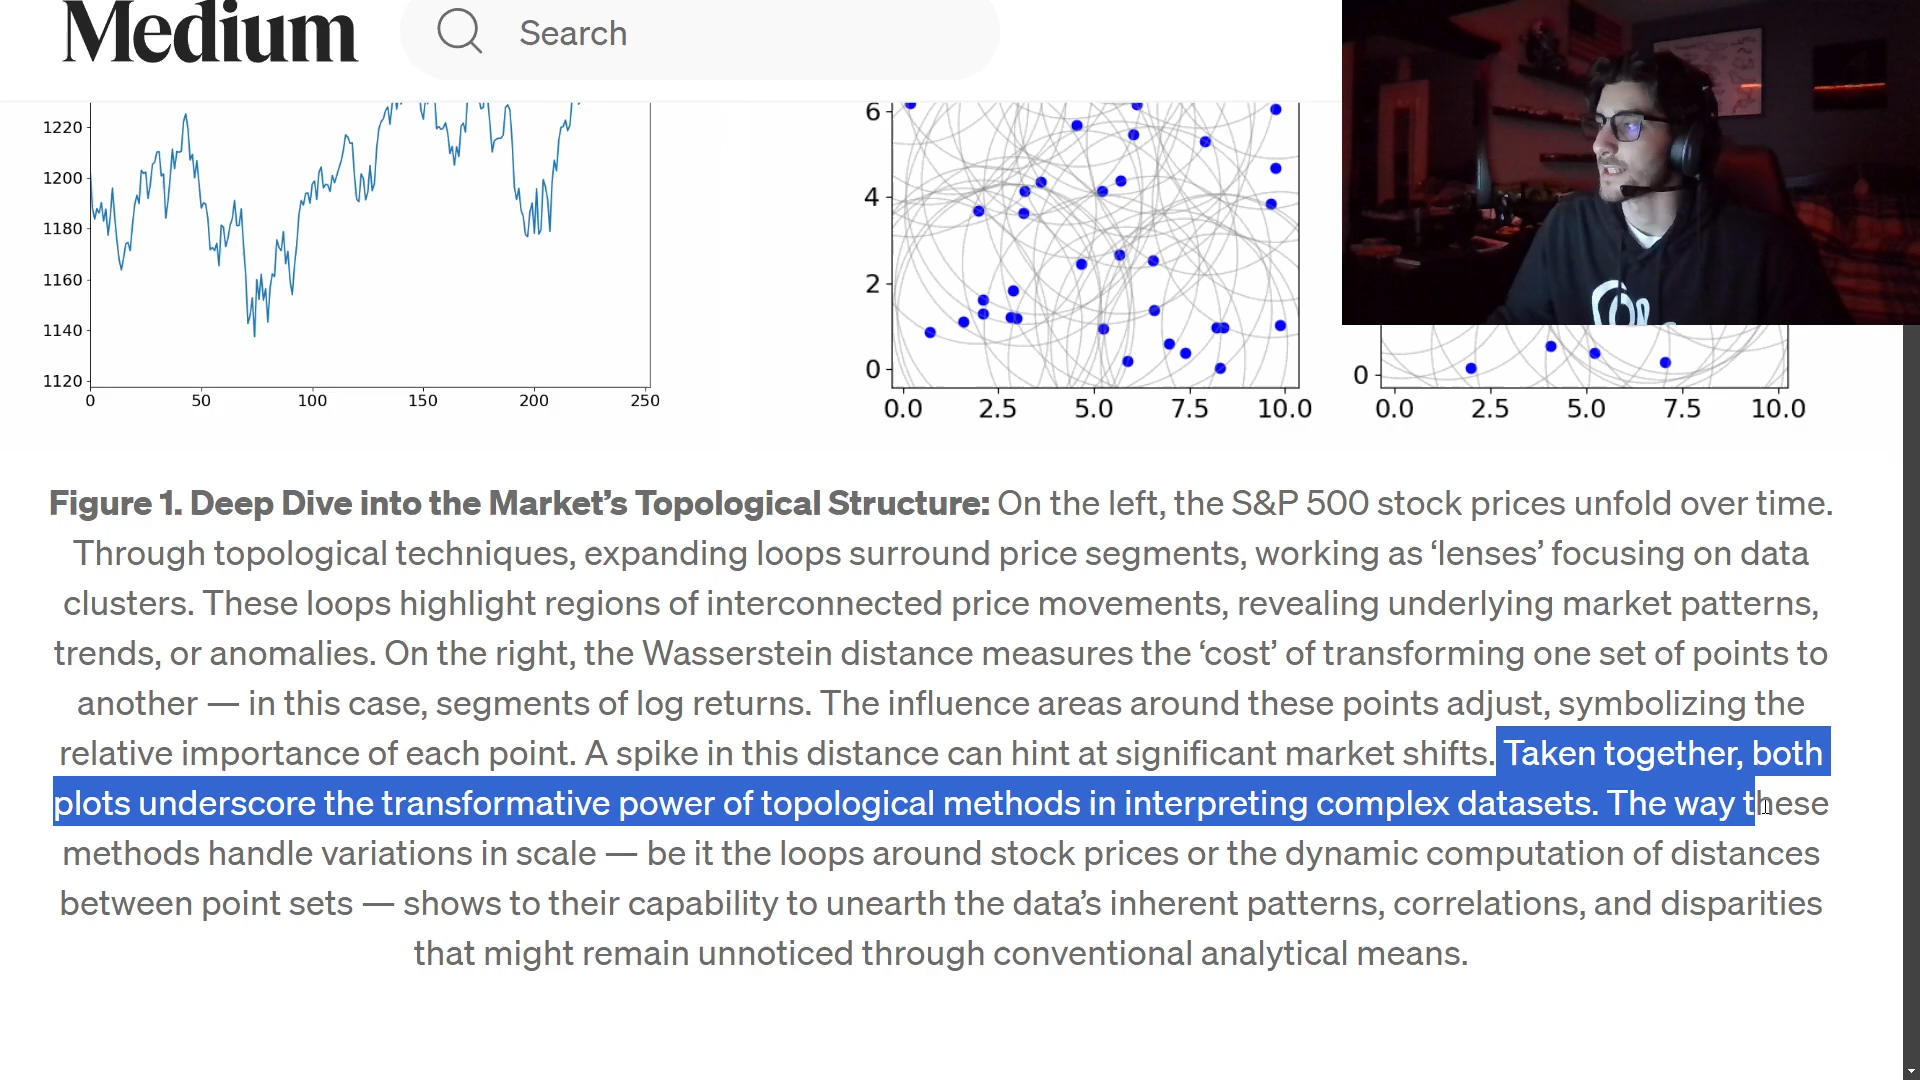 Medium
Search
1220
1200
1180
1160
1140
1120
0 50 100 150 200 250
6
4
2
0
0.0 2.5 5.0 7.5 10.0
0
0.0 2.5 5.0 7.5 10.0
Figure 1. Deep Dive into the Market’s Topological Structure: On the left, the S&P 500 stock prices unfold over time.
Through topological techniques, expanding loops surround price segments, working as ‘lenses’ focusing on data
clusters. These loops highlight regions of interconnected price movements, revealing underlying market patterns,
trends, or anomalies. On the right, the Wasserstein distance measures the ‘cost’ of transforming one set of points to
another — in this case, segments of log returns. The influence areas around these points adjust, symbolizing the
relative importance of each point. A spike in this distance can hint at significant market shifts. Taken together, both
plots underscore the transformative power of topological methods in interpreting complex datasets. The way these
methods handle variations in scale — be it the loops around stock prices or the dynamic computation of distances
between point sets — shows to their capability to unearth the data’s inherent patterns, correlations, and disparities
that might remain unnoticed through conventional analytical means.